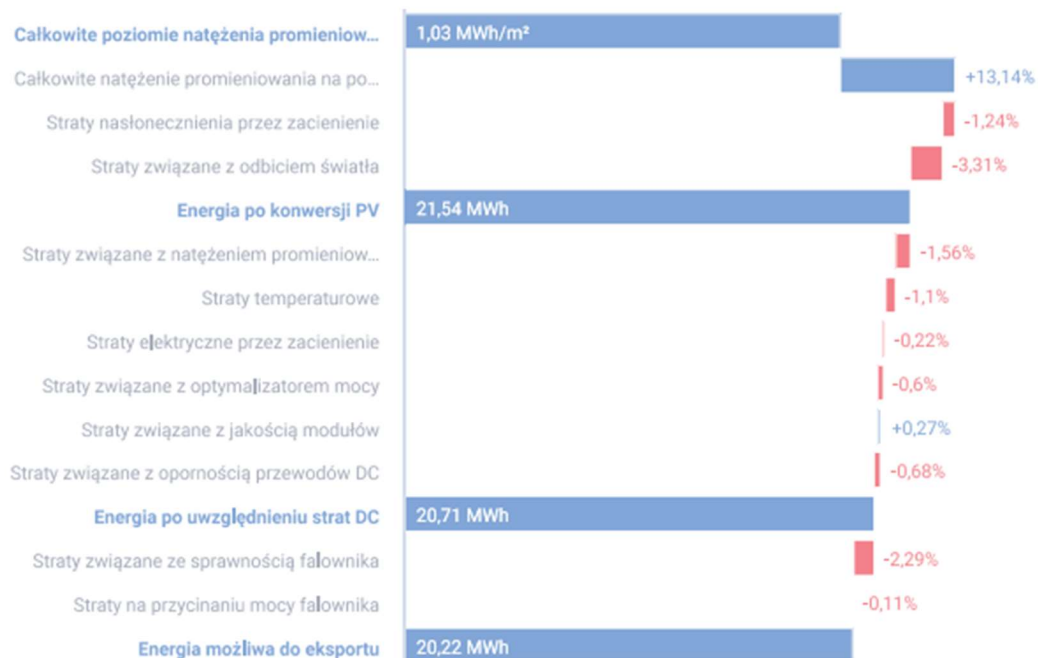 Całkowite poziomie natężenia promieniow... 1,03 MWh/m²
Całkowite natężenie promieniowania na po... +13,14%
Straty nasłonecznienia przez zacienienie -1,24%
Straty związane z odbiciem światła -3,31%
Energia po konwersji PV 21,54 MWh
Straty związane z natężeniem promieniow... -1,56%
Straty temperaturowe -1,1%
Straty elektryczne przez zacienienie -0,22%
Straty związane z optymalizatorem mocy -0,6%
Straty związane z jakością modułów +0,27%
Straty związane z opornością przewodów DC -0,68%
Energia po uwzględnieniu strat DC 20,71 MWh
Straty związane ze sprawnością falownika -2,29%
Straty na przycinaniu mocy falownika -0,11%
Energia możliwa do eksportu 20,22 MWh